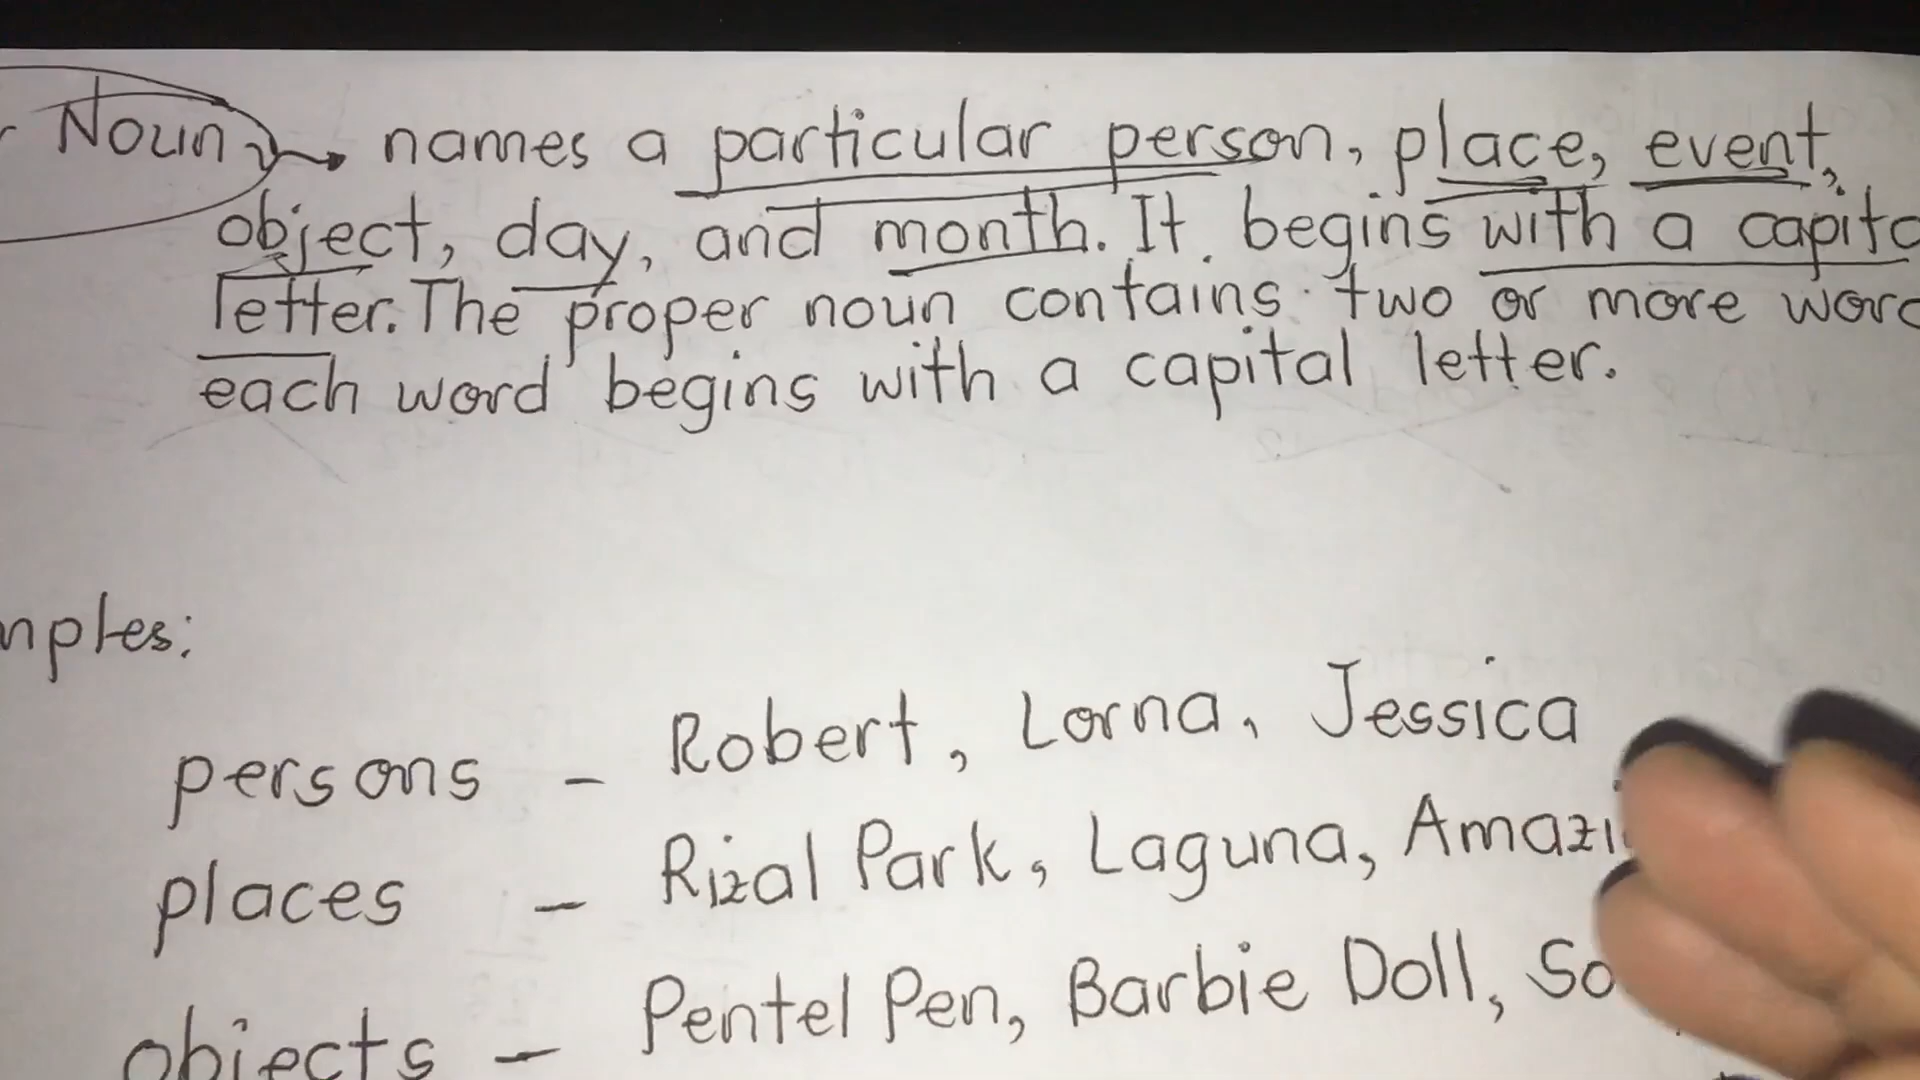 Noun names a particular person, place, event,
object, day, and month. It begins with a
letter. The proper noun contains two or more
each word begins with a capital letter.
persons - Robert, Lorna, Jessica
places - Rizal Park, Laguna,
objects - Pentel Pen, Barbie Doll,